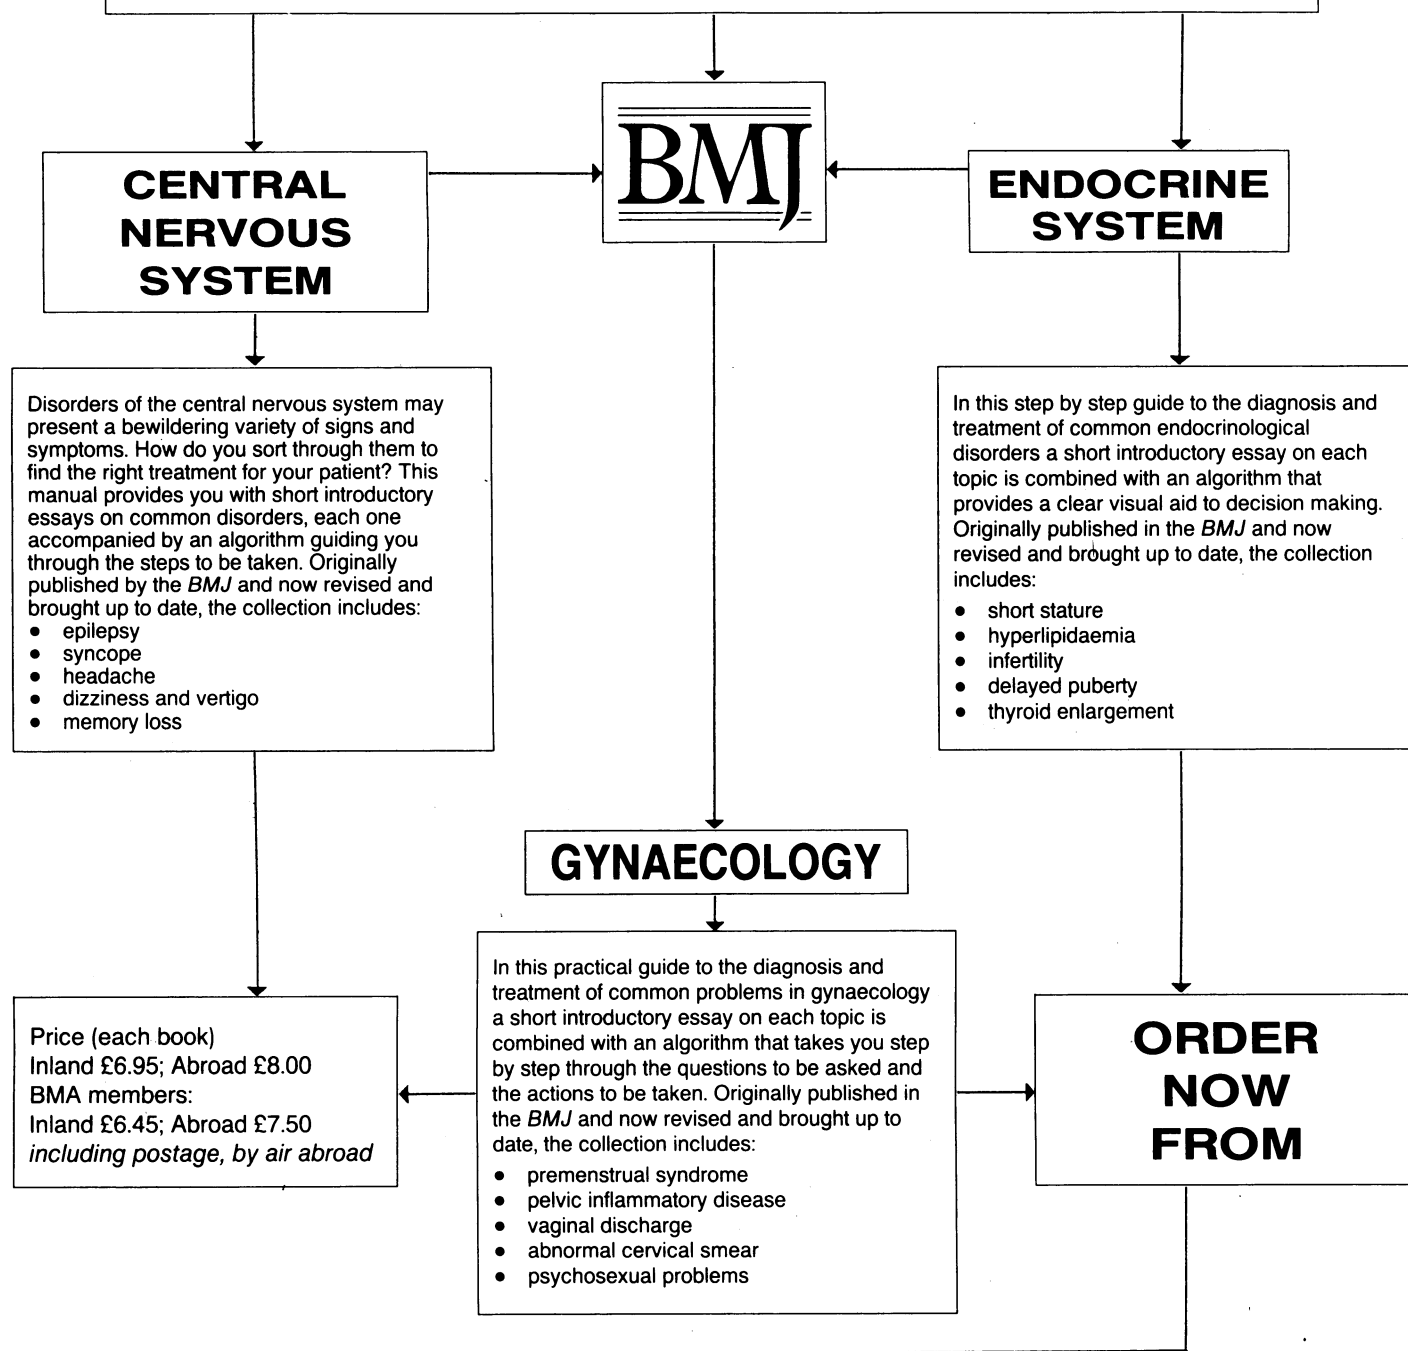 BMJ
CENTRAL
NERVOUS
SYSTEM
ENDOCRINE
SYSTEM
Disorders of the central nervous system may
present a bewildering variety of signs and
symptoms. How do you sort through them to
find the right treatment for your patient? This
manual provides you with short introductory
essays on common disorders, each one
accompanied by an algorithm guiding you
through the steps to be taken. Originally
published by the BMJ and now revised and
brought up to date, the collection includes:
• epilepsy
• syncope
• headache
• dizziness and vertigo
• memory loss
In this step by step guide to the diagnosis and
treatment of common endocrinological
disorders a short introductory essay on each
topic is combined with an algorithm that
provides a clear visual aid to decision making.
Originally published in the BMJ and now
revised and brought up to date, the collection
includes:
• short stature
• hyperlipidaemia
• infertility
• delayed puberty
• thyroid enlargement
GYNAECOLOGY
In this practical guide to the diagnosis and
treatment of common problems in gynaecology
a short introductory essay on each topic is
combined with an algorithm that takes you step
by step through the questions to be asked and
the actions to be taken. Originally published in
the BMJ and now revised and brought up to
date, the collection includes:
• premenstrual syndrome
• pelvic inflammatory disease
• vaginal discharge
• abnormal cervical smear
• psychosexual problems
Price (each book)
Inland £6.95; Abroad £8.00
BMA members:
Inland £6.45; Abroad £7.50
including postage, by air abroad
ORDER
NOW
FROM